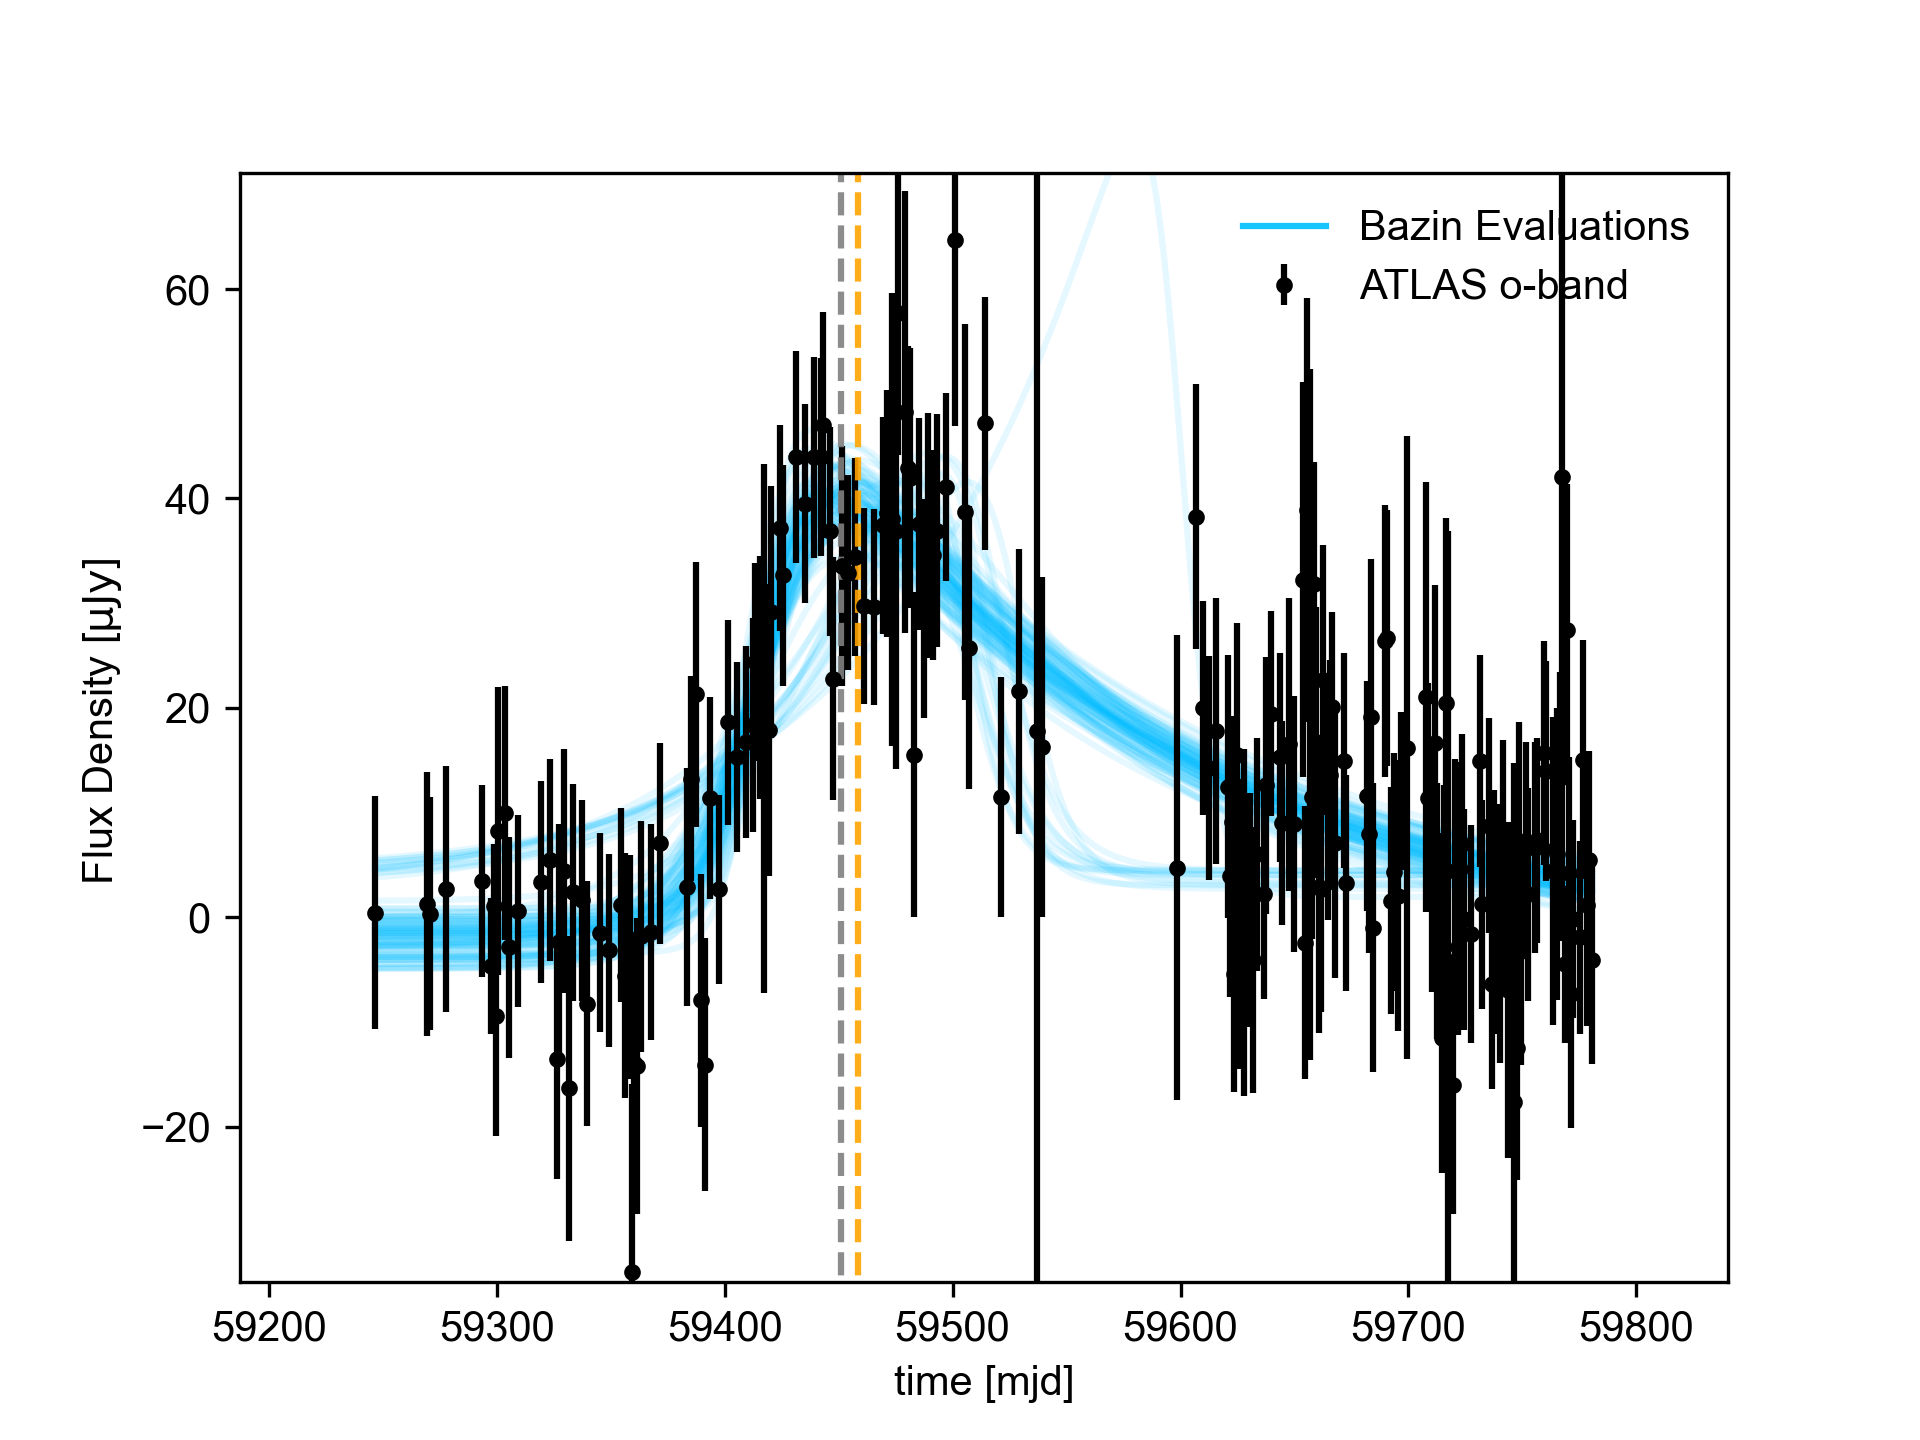 Bazin Evaluations
ATLAS o-band
Flux Density [µJy]
60
40
20
0
−20
59200 59300 59400 59500 59600 59700 59800
time [mjd]